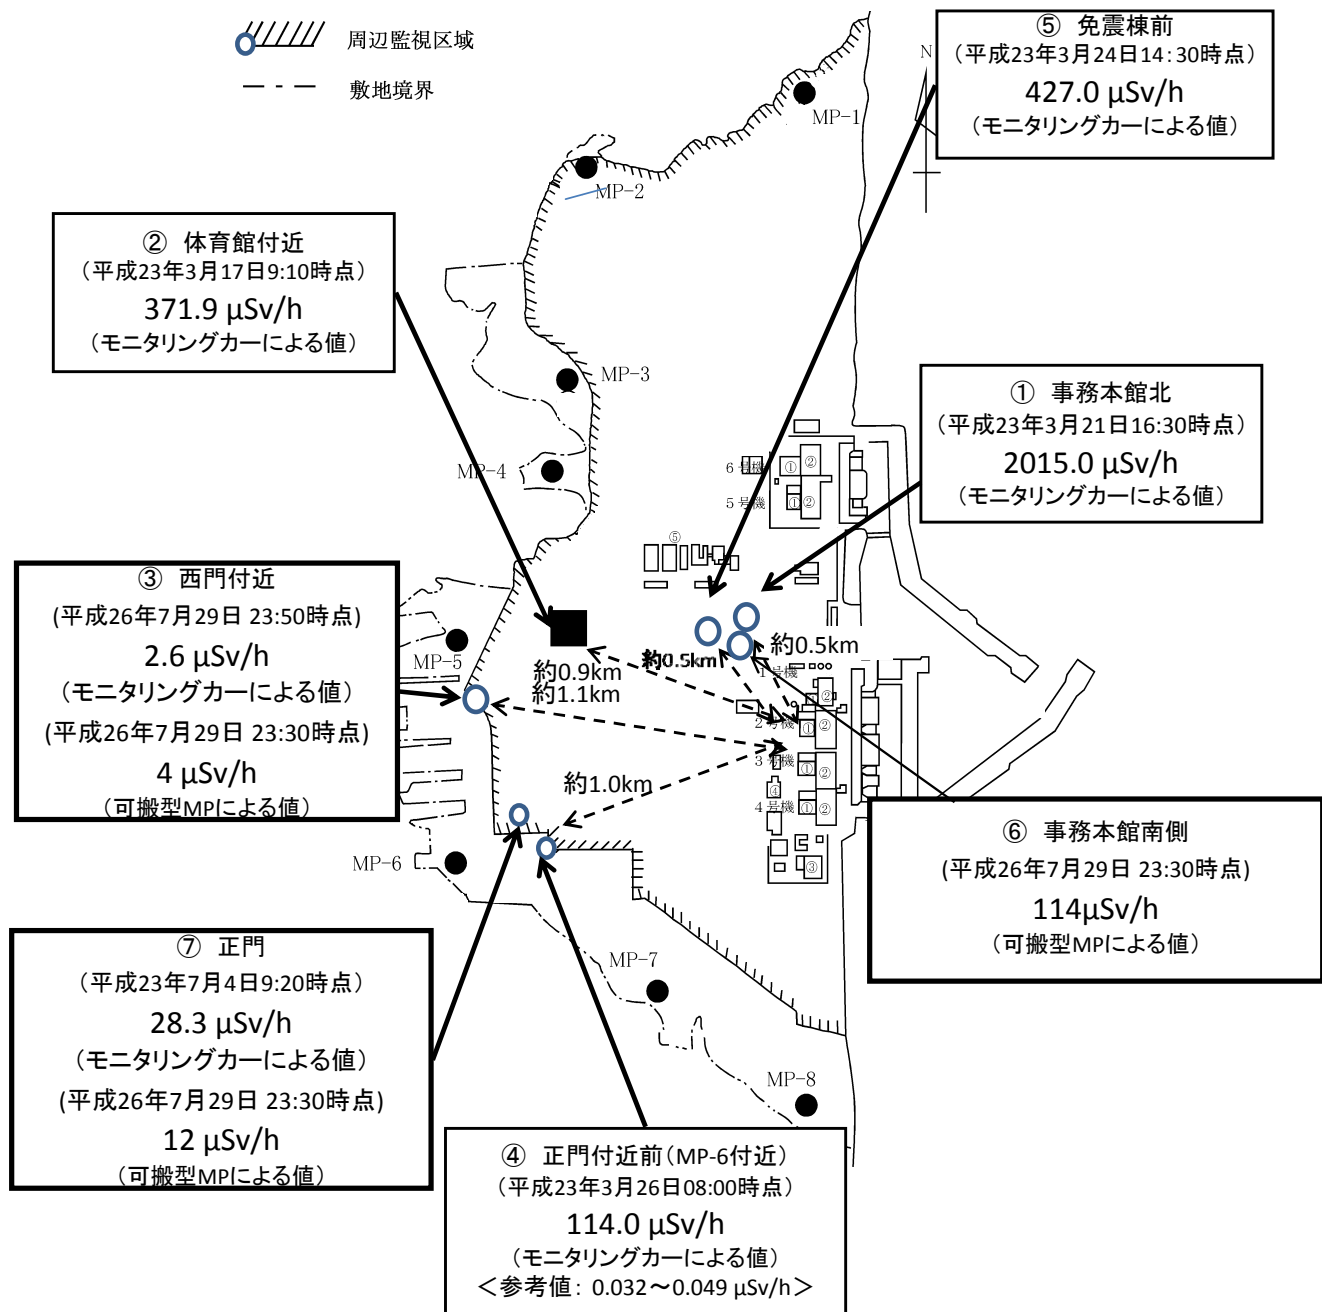 周辺監視区域
敷地境界
⑤ 免震棟前
(平成23年3月24日14:30時点)
427.0 μSv/h
(モニタリングカーによる値)
N
MP-1
MP-2
② 体育館付近
(平成23年3月17日9:10時点)
371.9 μSv/h
(モニタリングカーによる値)
MP-3
① 事務本館北
(平成23年3月21日16:30時点)
2015.0 μSv/h
(モニタリングカーによる値)
MP-4
6号機
① ②
5号機
① ②
⑤
③ 西門付近
(平成26年7月29日 23:50時点)
2.6 μSv/h
(モニタリングカーによる値)
(平成26年7月29日 23:30時点)
4 μSv/h
(可搬型MPによる値)
MP-5
約0.9km
約1.1km
約0.5km
約0.5km
1号機
②
2号機
① ②
3号機
① ②
④
4号機
① ②
③
約1.0km
MP-6
⑥ 事務本館南側
(平成26年7月29日 23:30時点)
114μSv/h
(可搬型MPによる値)
⑦ 正門
(平成23年7月4日9:20時点)
28.3 μSv/h
(モニタリングカーによる値)
(平成26年7月29日 23:30時点)
12 μSv/h
(可搬型MPによる値)
MP-7
MP-8
④ 正門付近前(MP-6付近)
(平成23年3月26日08:00時点)
114.0 μSv/h
(モニタリングカーによる値)
<参考値: 0.032～0.049 μSv/h>